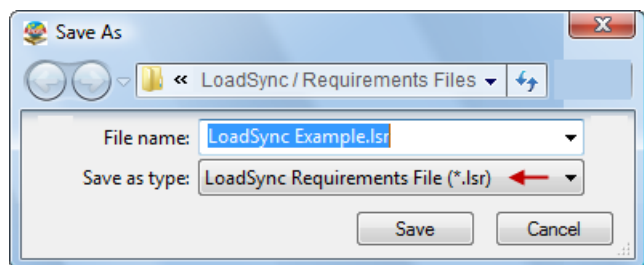 Save As
« LoadSync / Requirements Files
File name: LoadSync Example.lsr
Save as type: LoadSync Requirements File (*.lsr)
Save Cancel